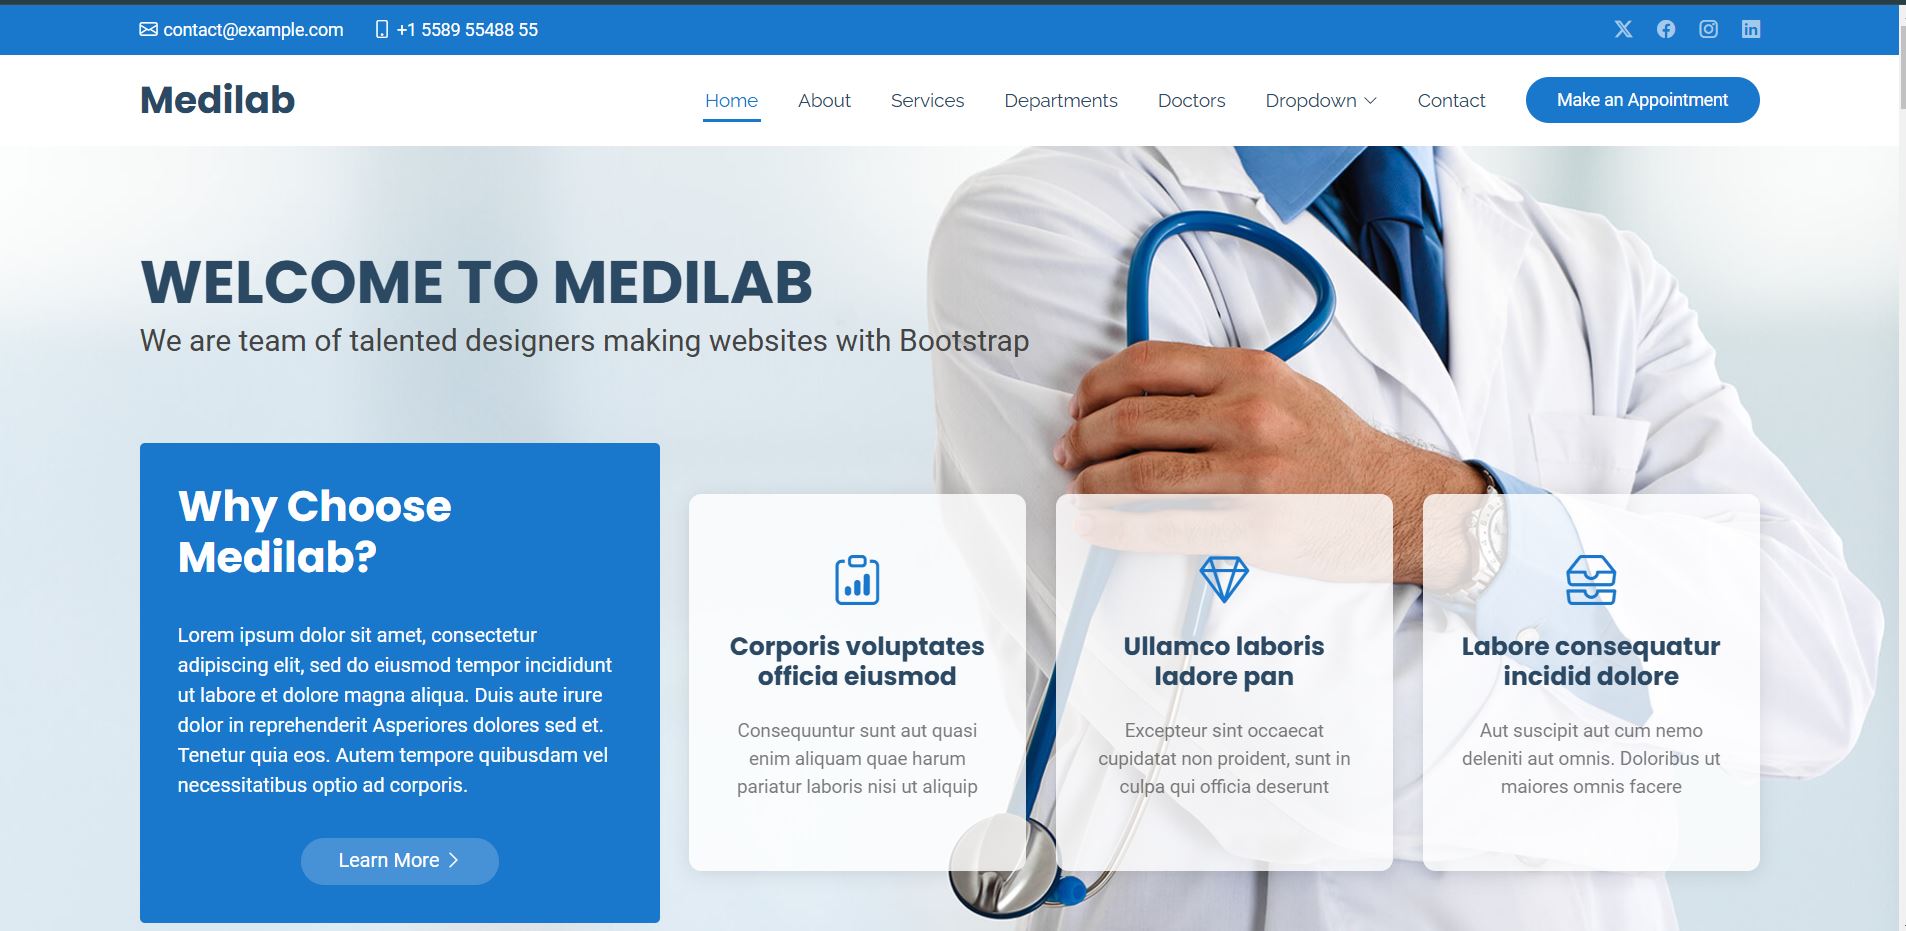 contact@example.com +1 5589 55488 55
Medilab
Home About Services Departments Doctors Dropdown Contact Make an Appointment
WELCOME TO MEDILAB
We are team of talented designers making websites with Bootstrap
Why Choose
Medilab?
Lorem ipsum dolor sit amet, consectetur
adipiscing elit, sed do eiusmod tempor incididunt
ut labore et dolore magna aliqua. Duis aute irure
dolor in reprehenderit Asperiores dolores sed et.
Tenetur quia eos. Autem tempore quibusdam vel
necessitatibus optio ad corporis.
Learn More
Corporis voluptates
officia eiusmod
Consequuntur sunt aut quasi
enim aliquam quae harum
pariatur laboris nisi ut aliquip
Ullamco laboris
ladore pan
Excepteur sint occaecat
cupidatat non proident, sunt in
culpa qui officia deserunt
Labore consequatur
incidid dolore
Aut suscipit aut cum nemo
deleniti aut omnis. Doloribus ut
maiores omnis facere